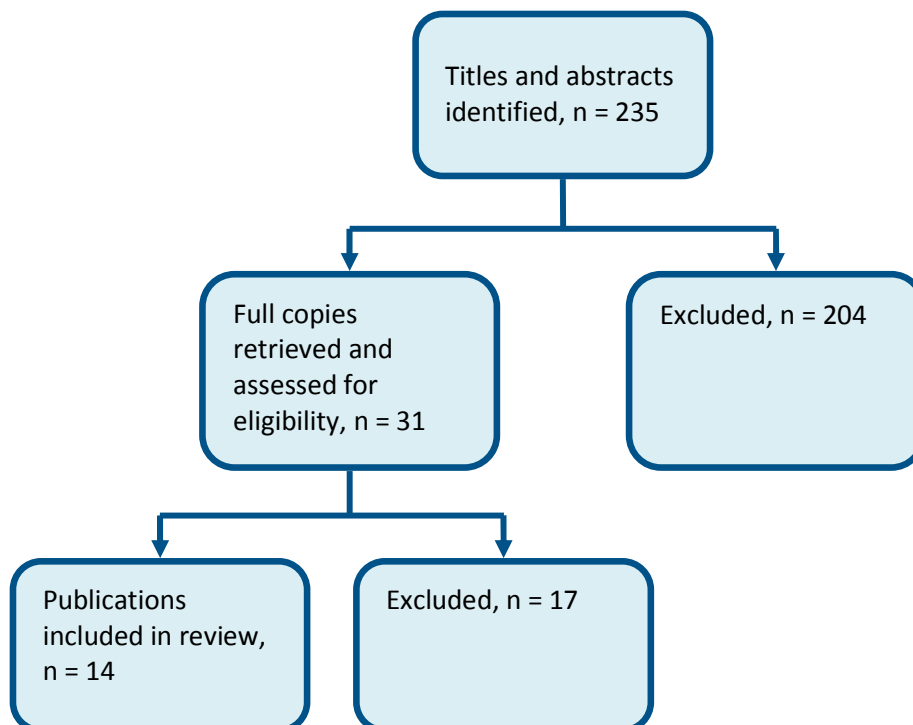 Titles and abstracts
identified, n = 235
Full copies
retrieved and
assessed for
eligibility, n = 31
Excluded, n = 204
Publications
included in review,
n = 14
Excluded, n = 17